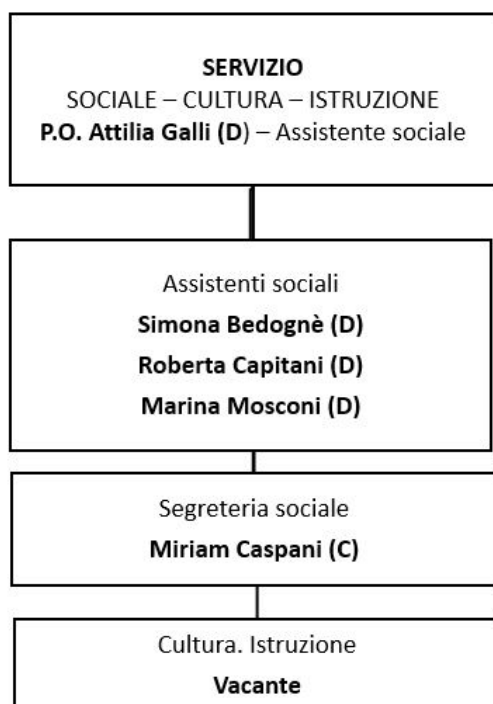 SERVIZIO
SOCIALE – CULTURA – ISTRUZIONE
P.O. Attilia Galli (D) – Assistente sociale
Assistenti sociali
Simona Bedognè (D)
Roberta Capitani (D)
Marina Mosconi (D)
Segreteria sociale
Miriam Caspani (C)
Cultura. Istruzione
Vacante